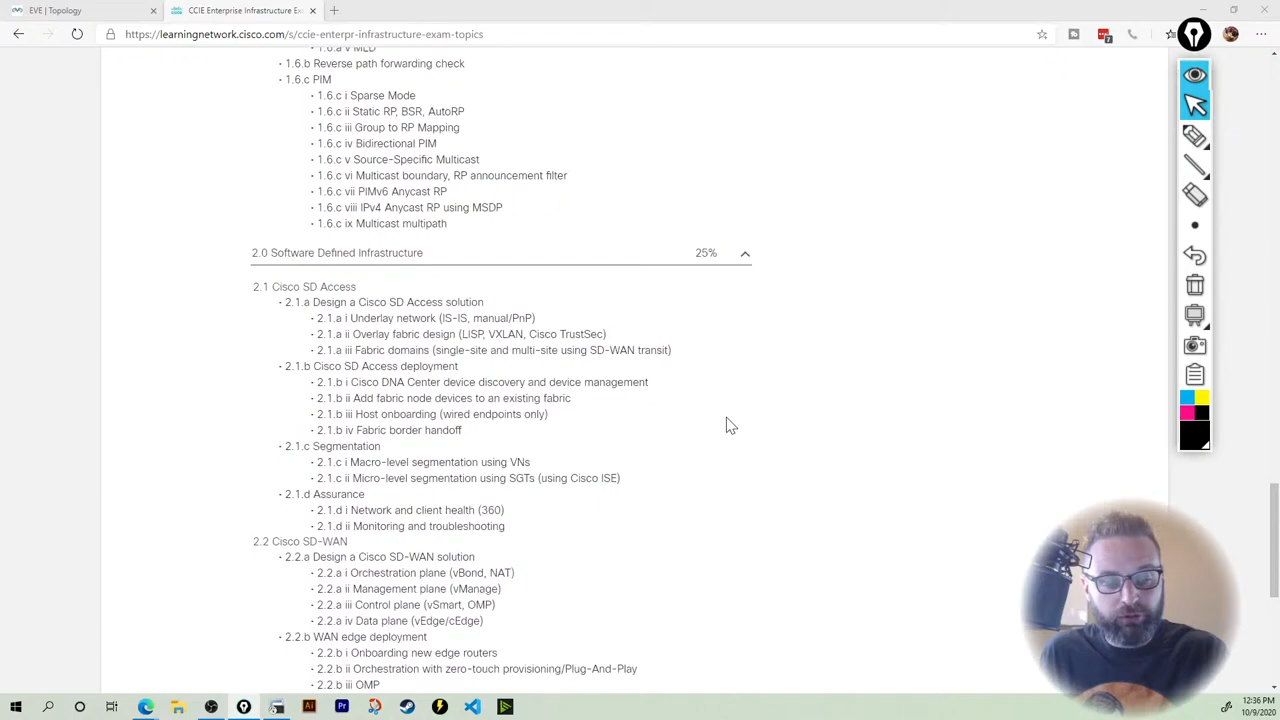 EVE | Topology
CCIE Enterprise Infrastructure Exa
https://learningnetwork.cisco.com/s/ccie-enterpr-infrastructure-exam-topics
7
1.6.a v MED
1.6.b Reverse path forwarding check
1.6.c PIM
1.6.c i Sparse Mode
1.6.c ii Static RP, BSR, AutoRP
1.6.c iii Group to RP Mapping
1.6.c iv Bidirectional PIM
1.6.c v Source-Specific Multicast
1.6.c vi Multicast boundary, RP announcement filter
1.6.c vii PIMv6 Anycast RP
1.6.c viii IPv4 Anycast RP using MSDP
1.6.c ix Multicast multipath
2.0 Software Defined Infrastructure 25%
2.1 Cisco SD Access
2.1.a Design a Cisco SD Access solution
2.1.a i Underlay network (IS-IS, manual/PnP)
2.1.a ii Overlay fabric design (LISP, VXLAN, Cisco TrustSec)
2.1.a iii Fabric domains (single-site and multi-site using SD-WAN transit)
2.1.b Cisco SD Access deployment
2.1.b i Cisco DNA Center device discovery and device management
2.1.b ii Add fabric node devices to an existing fabric
2.1.b iii Host onboarding (wired endpoints only)
2.1.b iv Fabric border handoff
2.1.c Segmentation
2.1.c i Macro-level segmentation using VNs
2.1.c ii Micro-level segmentation using SGTs (using Cisco ISE)
2.1.d Assurance
2.1.d i Network and client health (360)
2.1.d ii Monitoring and troubleshooting
2.2 Cisco SD-WAN
2.2.a Design a Cisco SD-WAN solution
2.2.a i Orchestration plane (vBond, NAT)
2.2.a ii Management plane (vManage)
2.2.a iii Control plane (vSmart, OMP)
2.2.a iv Data plane (vEdge/cEdge)
2.2.b WAN edge deployment
2.2.b i Onboarding new edge routers
2.2.b ii Orchestration with zero-touch provisioning/Plug-And-Play
2.2.b iii OMP
Ai
Pr
12:36 PM
10/9/2020